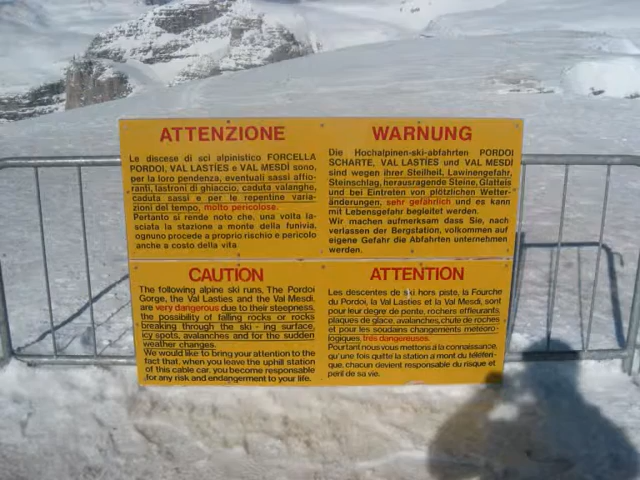 ATTENZIONE
Le discese di sci alpinistico FORCELLA
PORDOI, VAL LASTIES e VAL MESDÌ sono,
per la loro pendenza, eventuali sassi affio-
ranti, lastroni di ghiaccio, caduta valanghe,
caduta sassi e per le repentine varia-
zioni del tempo, molto pericolose.
Pertanto si rende noto che, una volta la-
sciata la stazione a monte della funivia,
ognuno procede a proprio rischio e pericolo
anche a costo della vita
WARNUNG
Die Hochalpinen-ski-abfahrten PORDOI
SCHARTE, VAL LASTÍES und VAL MESDÌ
sind wegen ihrer Steilheit, Lawinengefahr,
Steinschlag, herausragende Steine, Glatteis
und bei Eintreten von plötzlichen Wetter-
änderungen, sehr gefährlich und es kann
mit Lebensgefahr begleitet werden.
Wir machen aufmerksam dass Sie, nach
verlassen der Bergstation, volkommen auf
eigene Gefahr die Abfahrten unternehmen
werden.
CAUTION
The following alpine ski runs, The Pordoi
Gorge, the Val Lasties and the Val Mesdi,
are very dangerous due to their steepness,
the possibility of falling rocks or rocks
breaking through the ski - ing surface,
icy spots, avalanches and for the sudden
weather changes.
We would like to bring your attention to the
fact that, when you leave the uphill station
of this cable car, you become responsable
for any risk and endangerment to your life.
ATTENTION
Les descentes de ski hors piste, la Fourche
du Pordoi, la Val Lasties et la Val Mesdi, sont
pour leur degre de pente, rochers effleurants,
plaques de glace, avalanches, chute de roches
et pour les soudains changements meteoro-
logiques, tres dangereuses.
Pourtant nous vous mettons á la connaissance,
qu'une fois quitté la station a mont du téléferi-
que, chacun devient responsable du risque et
peril de sa vie.